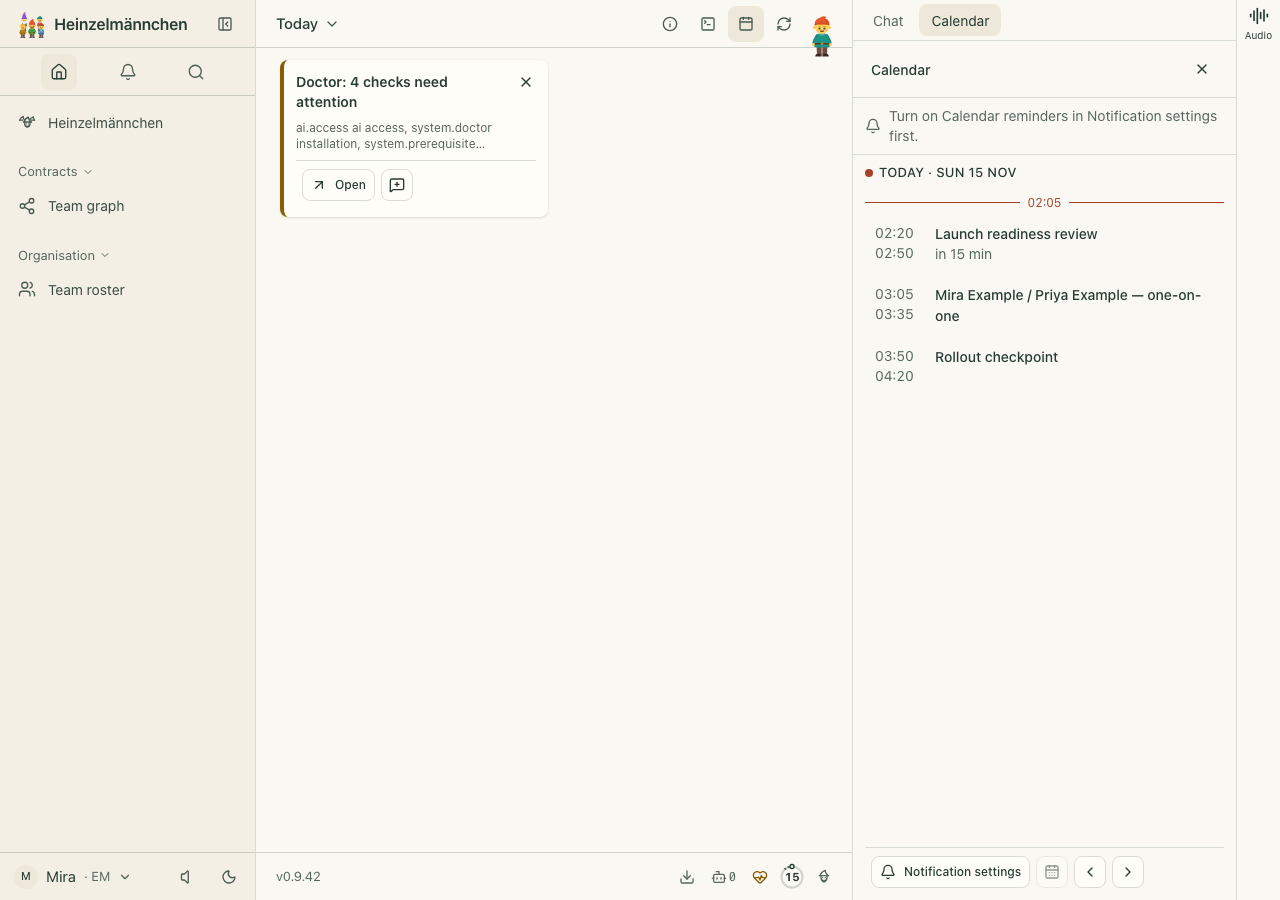 Heinzelmännchen
Heinzelmännchen
Contracts
Team graph
Organisation
Team roster
M
Mira · EM
Today
Doctor: 4 checks need
attention
ai.access ai access, system.doctor
installation, system.prerequisite...
Open
v0.9.42
0
15
Chat
Calendar
Calendar
Turn on Calendar reminders in Notification settings
first.
TODAY · SUN 15 NOV
02:05
02:20
02:50
Launch readiness review
in 15 min
03:05
03:35
Mira Example / Priya Example — one-on-
one
03:50
04:20
Rollout checkpoint
Notification settings
Audio